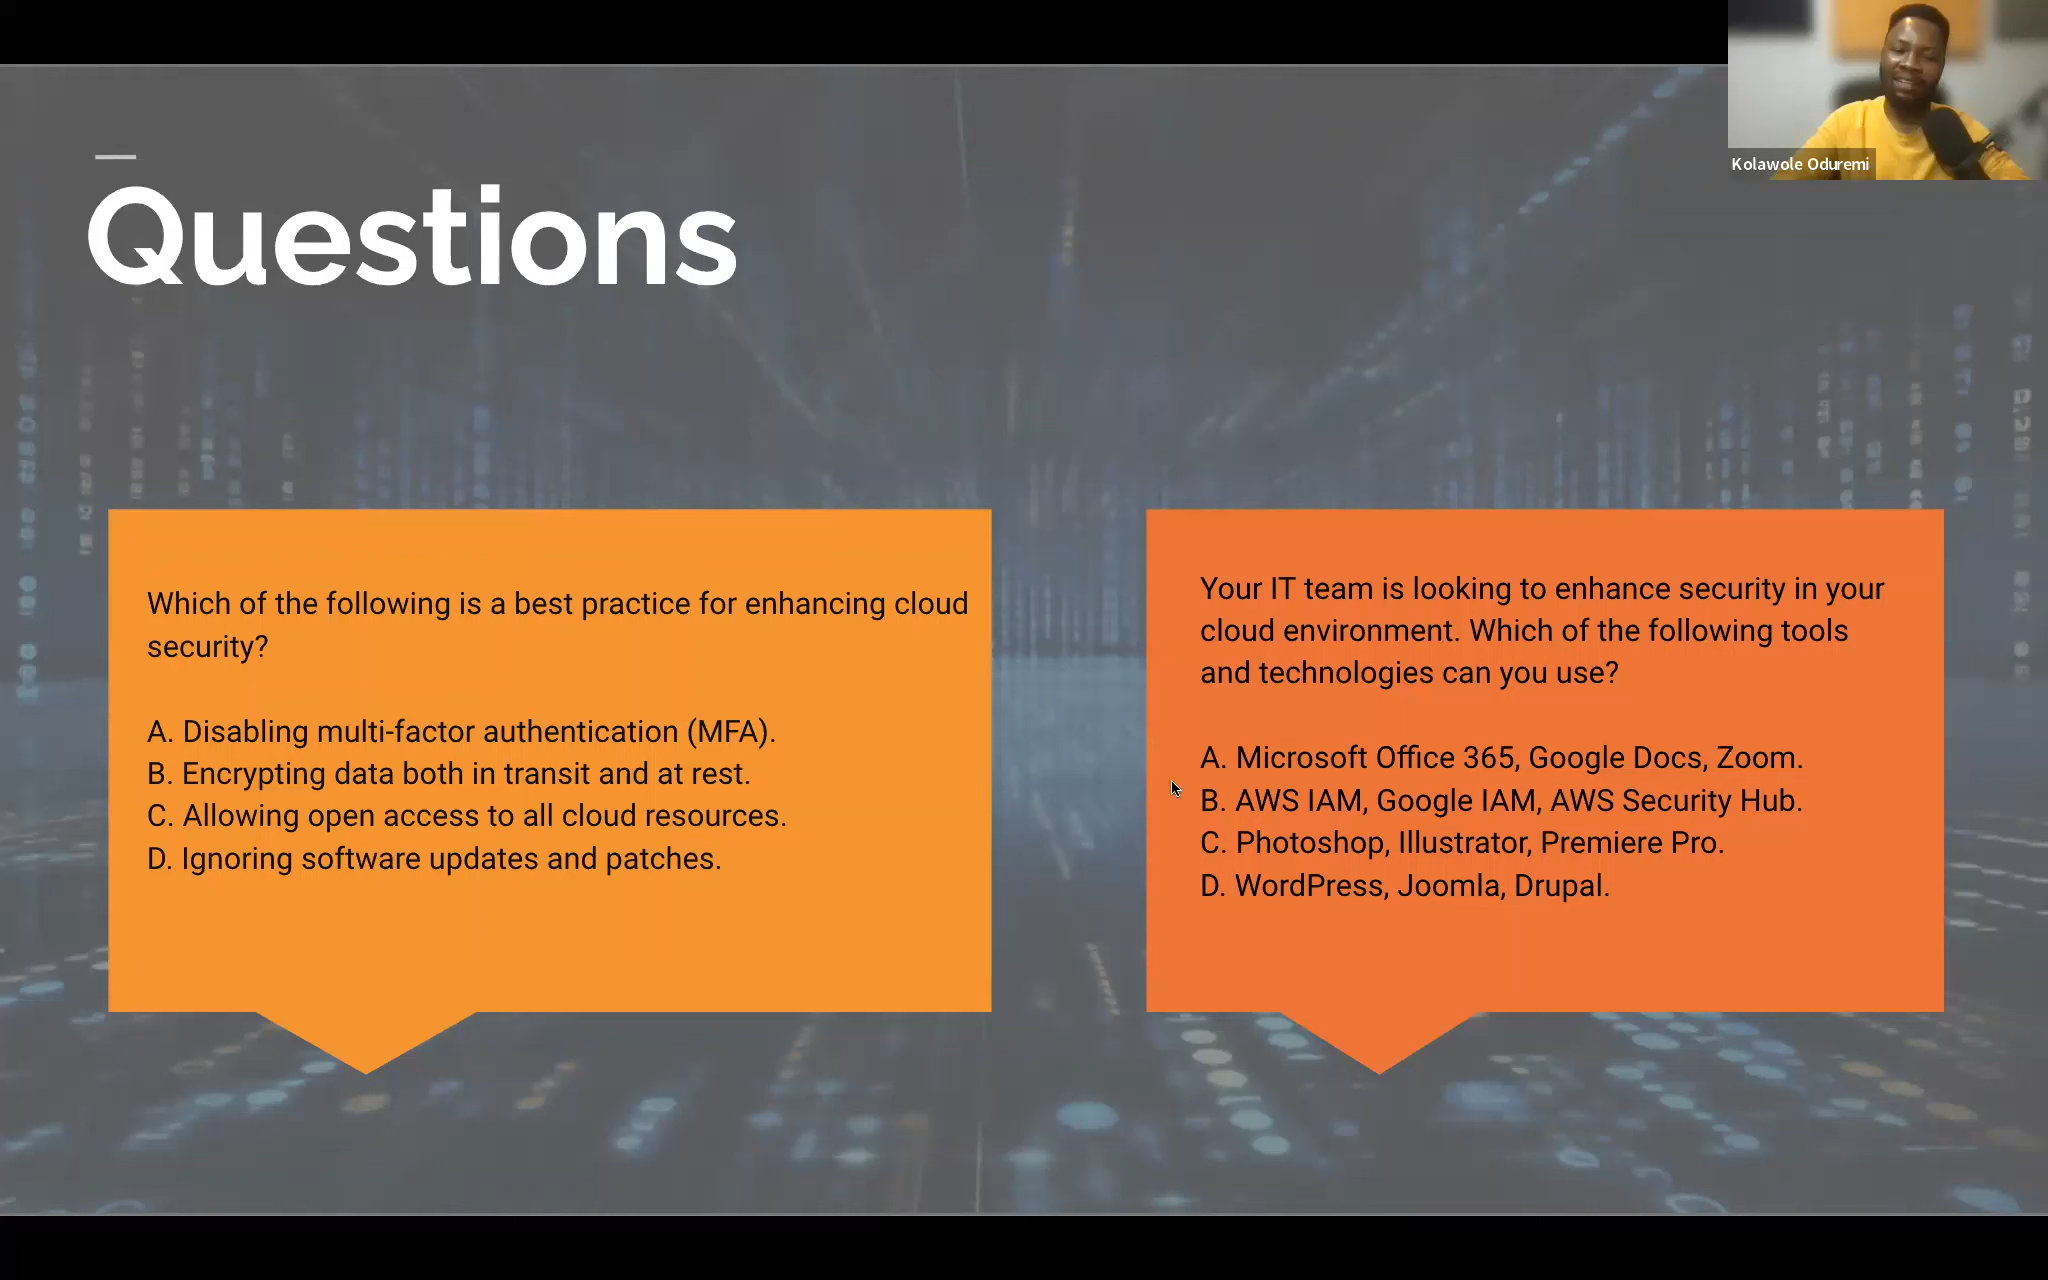 Kolawole Oduremi
Questions
Which of the following is a best practice for enhancing cloud
security?
A. Disabling multi-factor authentication (MFA).
B. Encrypting data both in transit and at rest.
C. Allowing open access to all cloud resources.
D. Ignoring software updates and patches.
Your IT team is looking to enhance security in your
cloud environment. Which of the following tools
and technologies can you use?
A. Microsoft Office 365, Google Docs, Zoom.
B. AWS IAM, Google IAM, AWS Security Hub.
C. Photoshop, Illustrator, Premiere Pro.
D. WordPress, Joomla, Drupal.